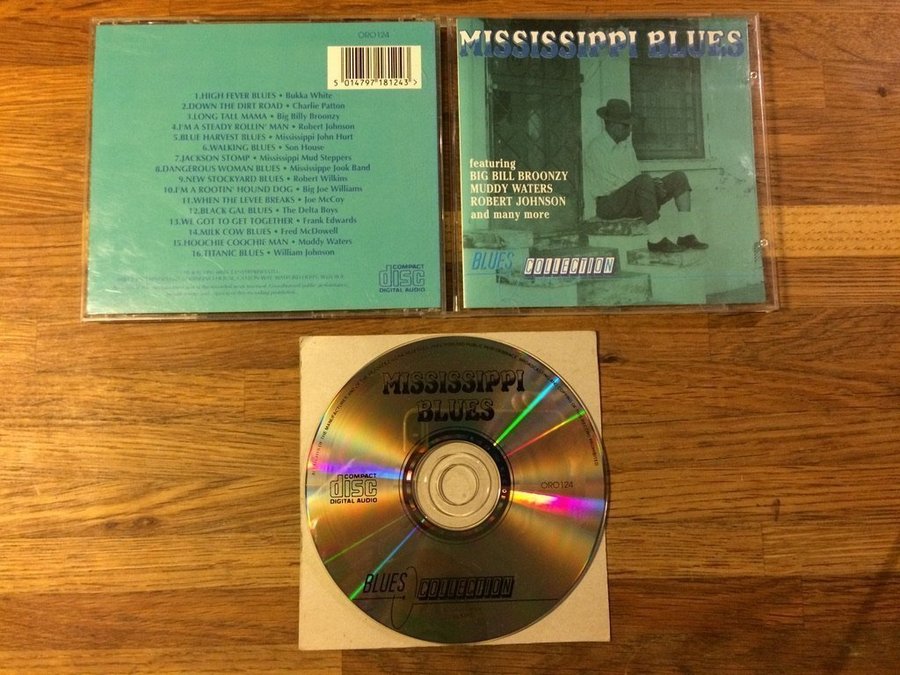 ORO124
5 014797 181243 >
1.HIGH FEVER BLUES • Bukka White
2.DOWN THE DIRT ROAD • Charlie Patton
3.LONG TALL MAMA • Big Billy Broonzy
4.I'M A STEADY ROLLIN' MAN • Robert Johnson
5.BLUE HARVEST BLUES • Mississippi John Hurt
6.WALKING BLUES • Son House
7.JACKSON STOMP • Mississippi Mud Steppers
8.DANGEROUS WOMAN BLUES • Mississippe Jook Band
9.NEW STOCKYARD BLUES • Robert Wilkins
10.I'M A ROOTIN' HOUND DOG • Big Joe Williams
11.WHEN THE LEVEE BREAKS • Joe McCoy
12.BLACK GAL BLUES • The Delta Boys
13.WE GOT TO GET TOGETHER • Frank Edwards
14.MILK COW BLUES • Fred McDowell
15.HOOCHIE COOCHIE MAN • Muddy Waters
16.TITANIC BLUES • William Johnson
COMPACT
disc
DIGITAL AUDIO
MISSISSIPPI BLUES
featuring
BIG BILL BROONZY
MUDDY WATERS
ROBERT JOHNSON
and many more
BLUES COLLECTION
MISSISSIPPI
BLUES
COMPACT
disc
DIGITAL AUDIO
ORO124
BLUES COLLECTION